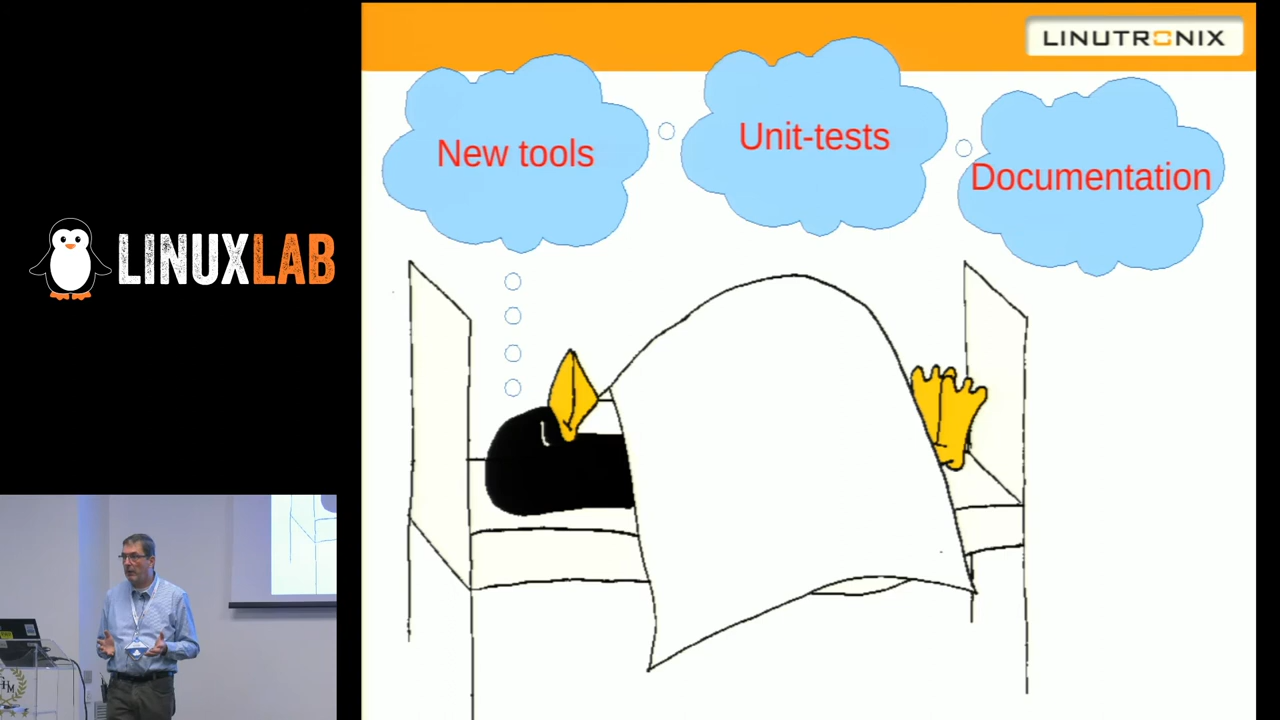 LINUTRONIX
New tools
Unit-tests
Documentation
LINUXLAB